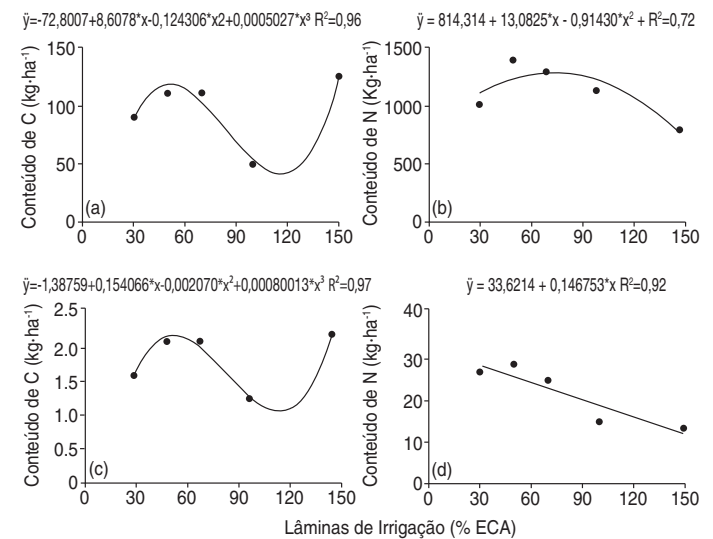 ÿ=-72,8007+8,6078*x-0,124306*x2+0,0005027*x³ R²=0,96
Conteúdo de C (kg·ha⁻¹)
150
100
50
0
(a)
0 30 60 90 120 150
ÿ = 814,314 + 13,0825*x - 0,91430*x² + R²=0,72
Conteúdo de N (Kg·ha⁻¹)
1500
1000
500
0
(b)
0 30 60 90 120 150
ÿ=-1,38759+0,154066*x-0,002070*x²+0,00080013*x³ R²=0,97
Conteúdo de C (kg·ha⁻¹)
2.5
2.0
1.5
1.0
0.5
0
(c)
0 30 60 90 120 150
ÿ = 33,6214 + 0,146753*x R²=0,92
Conteúdo de N (kg·ha⁻¹)
40
30
20
10
0
(d)
0 30 60 90 120 150
Lâminas de Irrigação (% ECA)